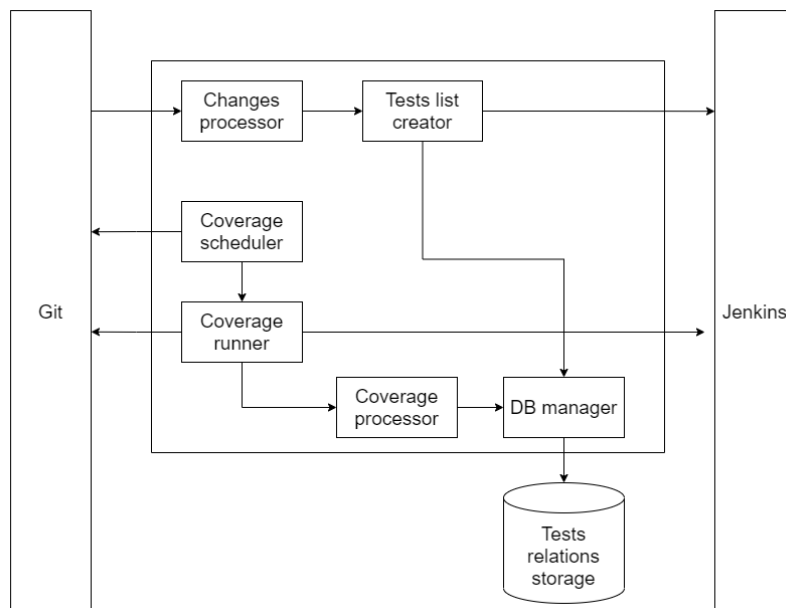 Changes
processor
Tests list
creator
Coverage
scheduler
Git
Coverage
runner
Jenkins
Coverage
processor
DB manager
Tests
relations
storage